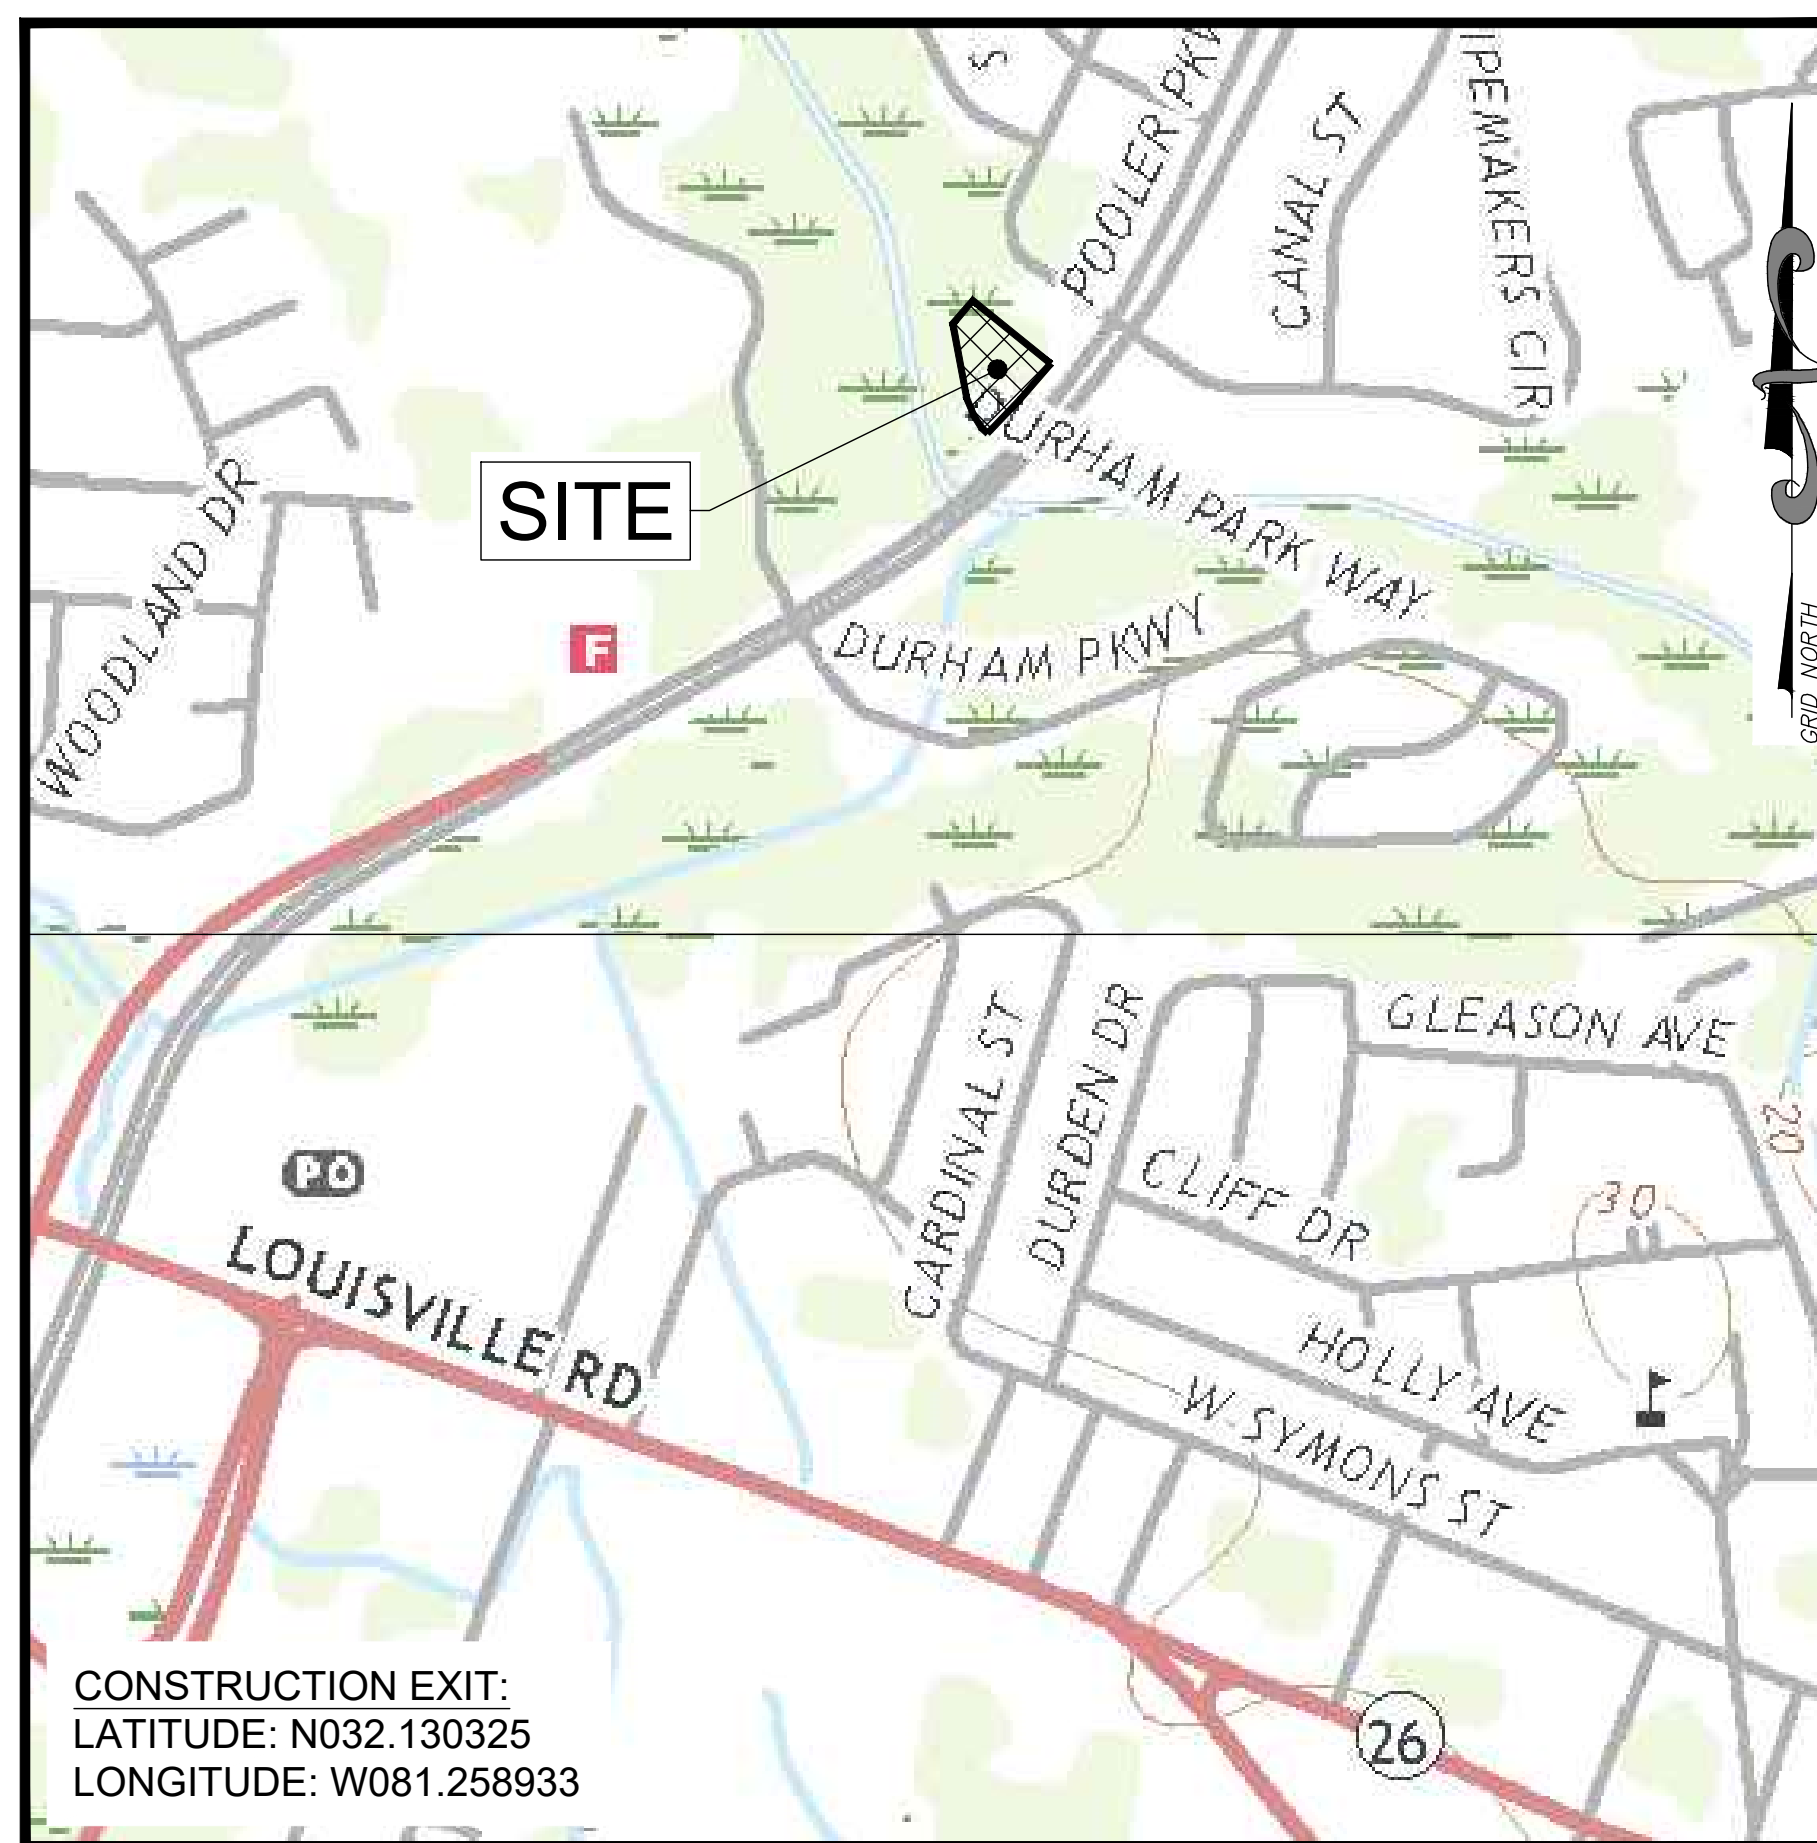 S
POOLER PKW
CANAL ST
IPEMAKERS CIR
SITE
DURHAM PARK WAY
WOODLAND DR
F
DURHAM PKWY
GRID NORTH
GLEASON AVE
CARDINAL ST
DURDEN DR
20
PO
CLIFF DR
30
LOUISVILLE RD
HOLLY AVE
W SYMONS ST
CONSTRUCTION EXIT:
LATITUDE: N032.130325
LONGITUDE: W081.258933
26